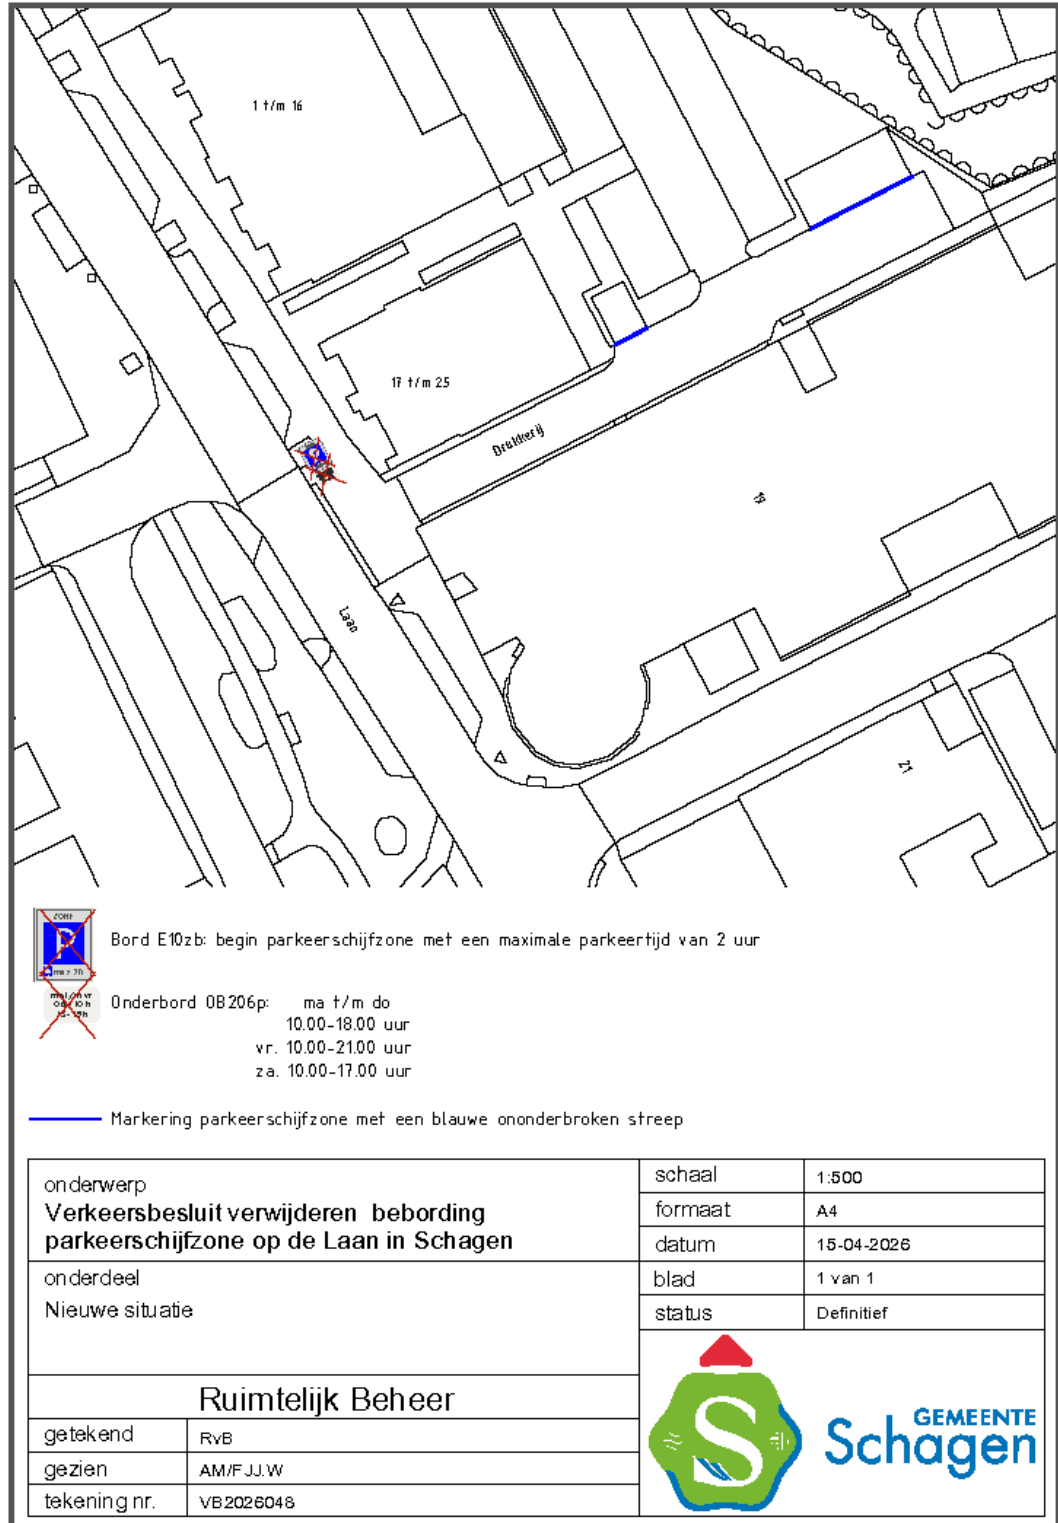 1 t/m 16
17 t/m 25
Drukkerij
19
Laan
21
ZONE
P
Bord E10zb: begin parkeerschijfzone met een maximale parkeertijd van 2 uur
Onderbord OB206p: ma t/m do
10.00-18.00 uur
vr. 10.00-21.00 uur
za. 10.00-17.00 uur
Markering parkeerschijfzone met een blauwe ononderbroken streep
onderwerp
Verkeersbesluit verwijderen bebording
parkeerschijfzone op de Laan in Schagen
onderdeel
Nieuwe situatie
schaal 1:500
formaat A4
datum 15-04-2026
blad 1 van 1
status Definitief
Ruimtelijk Beheer
getekend RvB
gezien AM/FJJ.W
tekening nr. VB2026048
S
GEMEENTE
Schagen